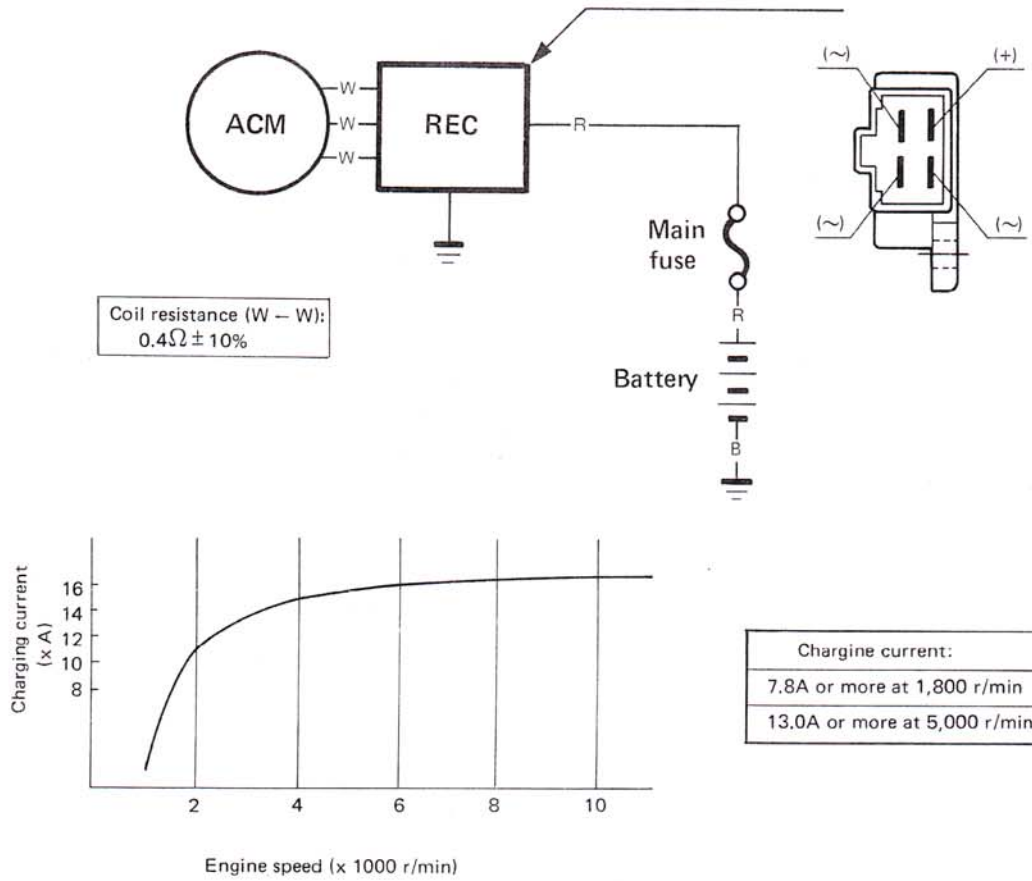 (~)
(+)
ACM
W
W
W
REC
R
(~)
(~)
Main
fuse
R
Coil resistance (W – W):
0.4Ω ± 10%
Battery
B
Charging current
(x A)
16
14
12
10
8
2
4
6
8
10
Engine speed (x 1000 r/min)
Chargine current:
7.8A or more at 1,800 r/min
13.0A or more at 5,000 r/min